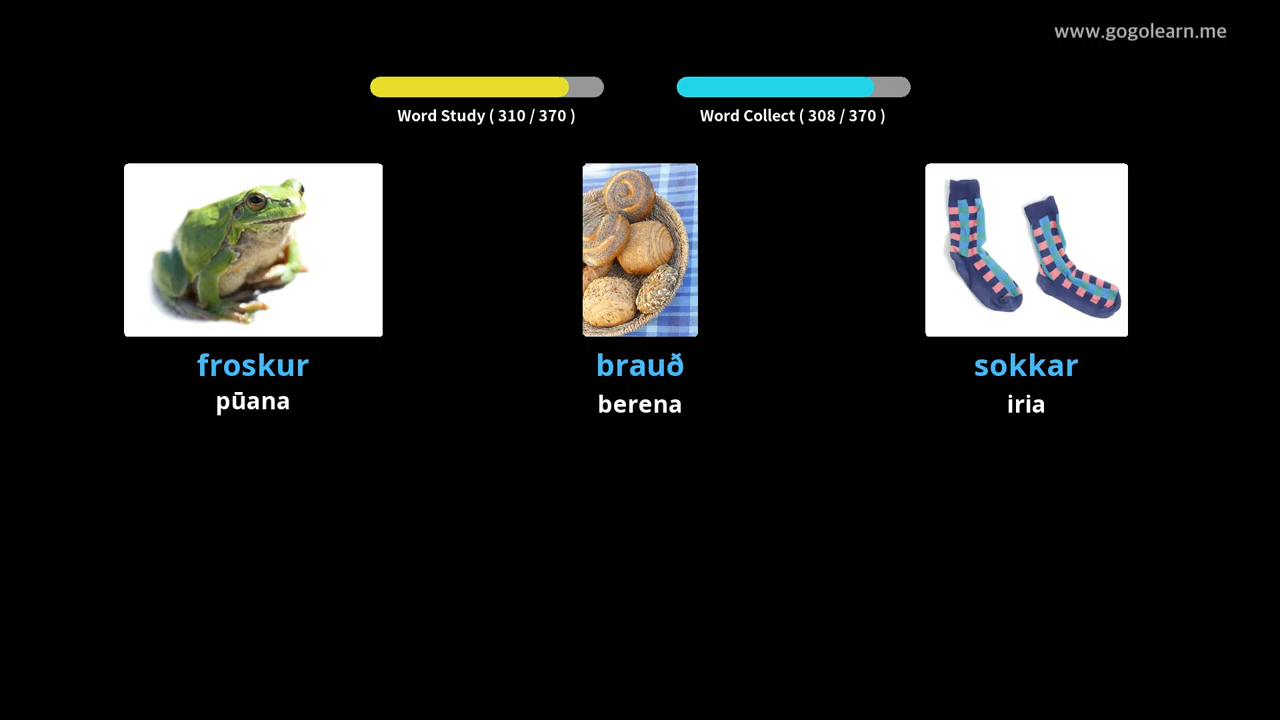 www.gogolearn.me
Word Study ( 310 / 370 )
Word Collect ( 308 / 370 )
froskur
pūana
brauð
berena
sokkar
iria